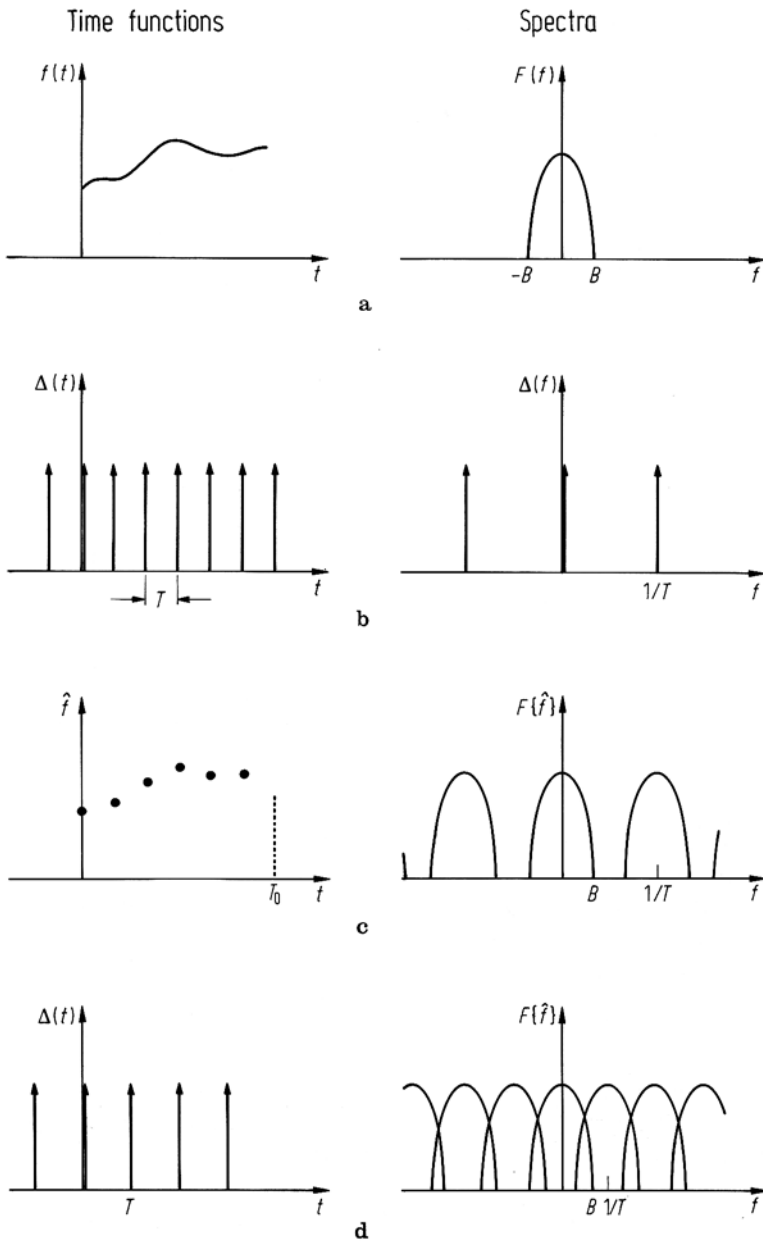 Time functions Spectra
f(t) F(f)
t -B B f
a
Δ(t) Δ(f)
T t 1/T f
b
f̂ F{f̂}
T₀ t B 1/T f
c
Δ(t) F{f̂}
T t B 1/T f
d